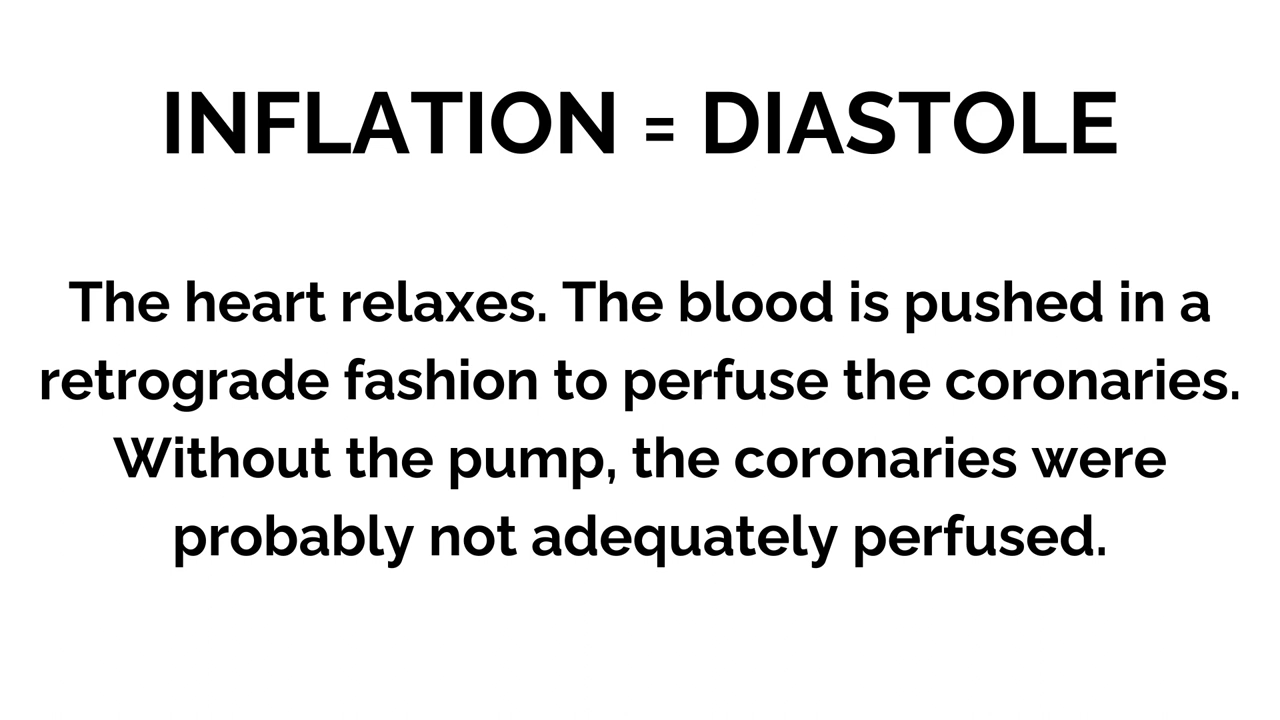 INFLATION = DIASTOLE
The heart relaxes. The blood is pushed in a
retrograde fashion to perfuse the coronaries.
Without the pump, the coronaries were
probably not adequately perfused.